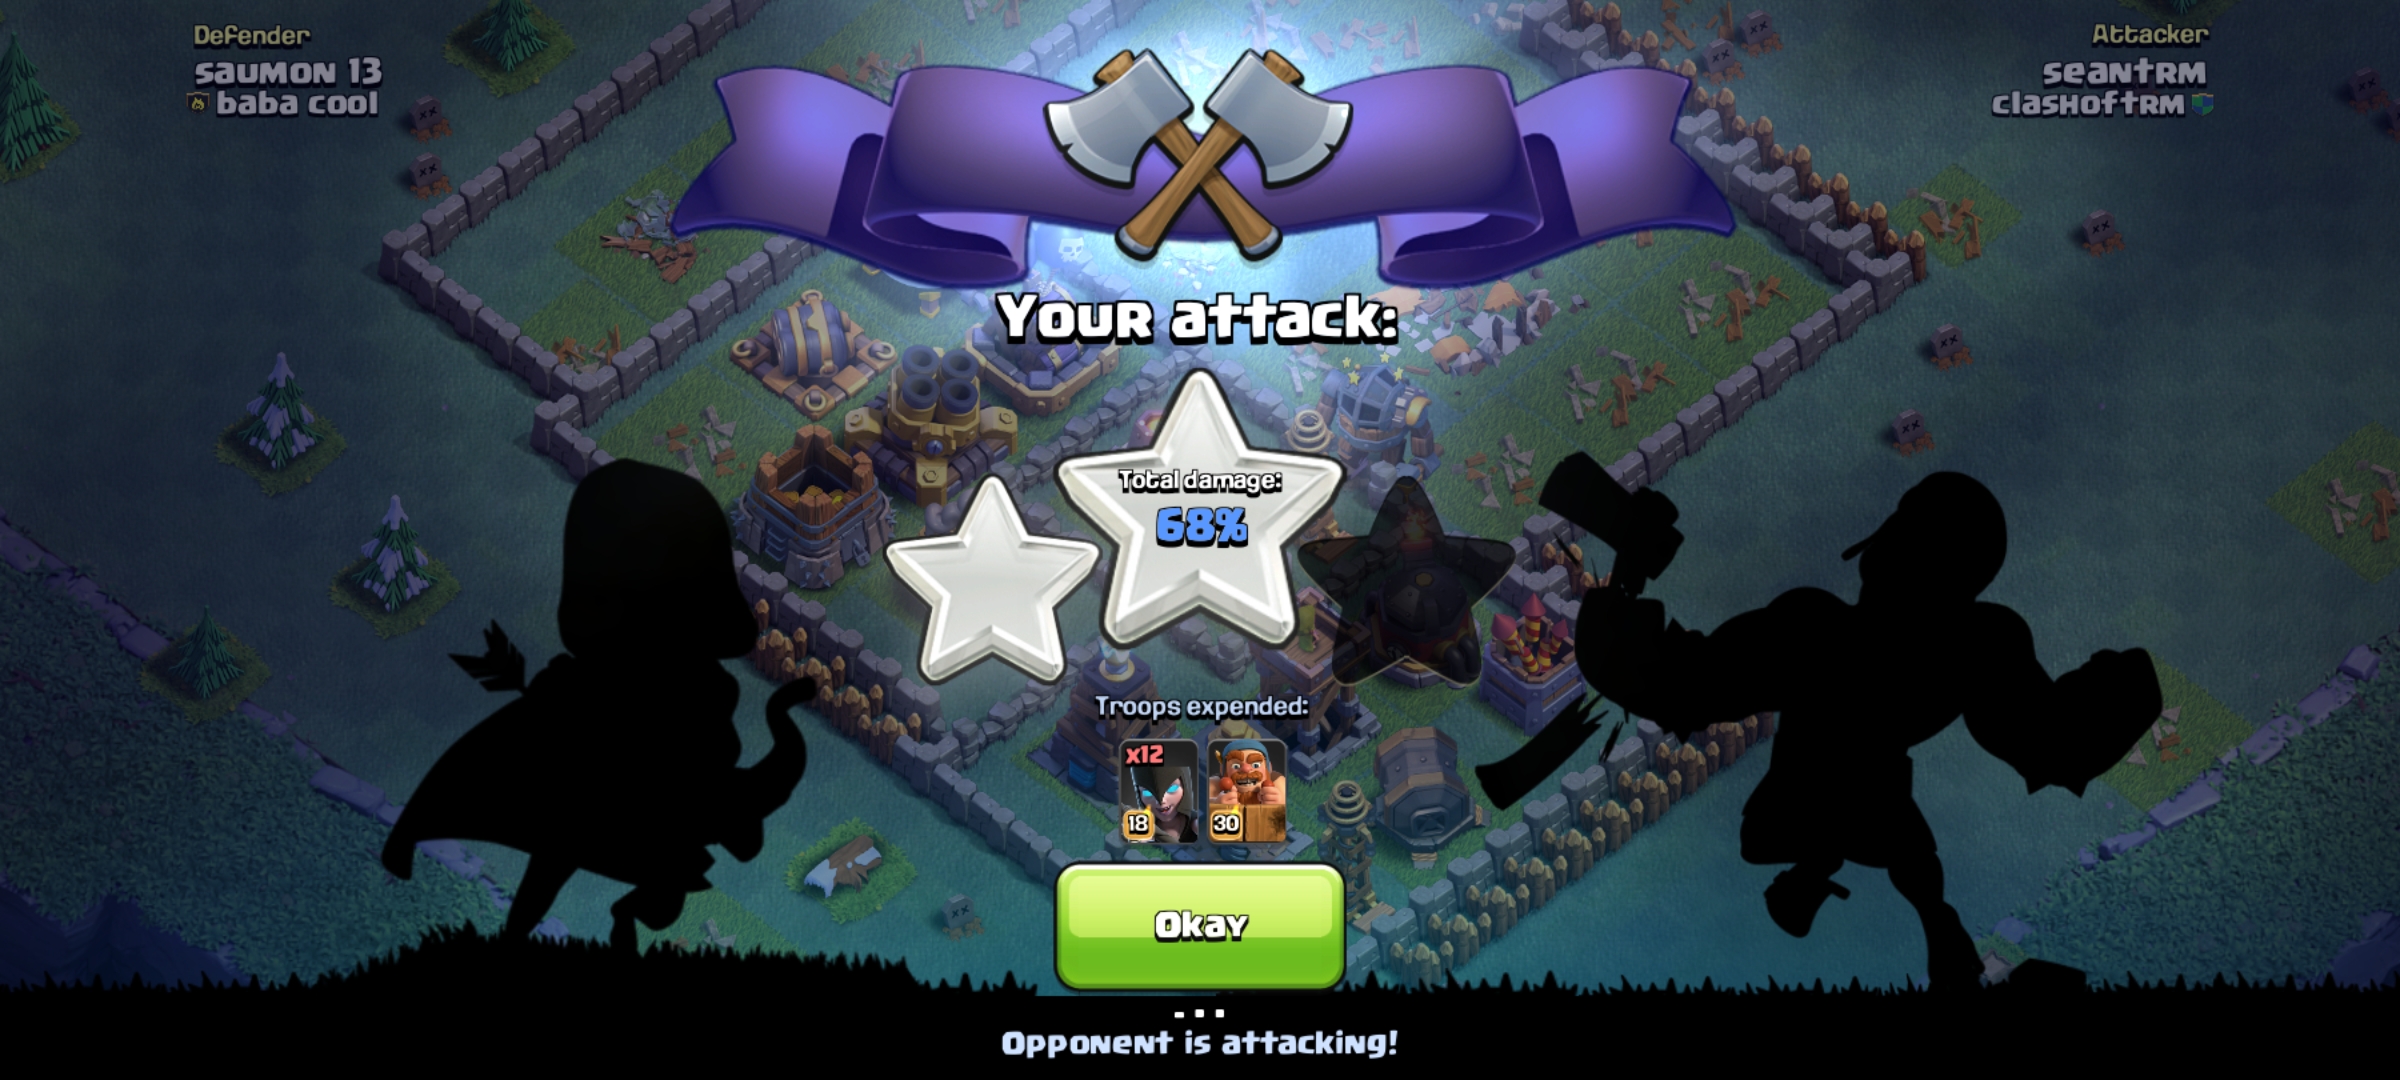 Defender
saumon 13
baba cool
Attacker
seantrm
clashoftrm
Your attack:
Total damage:
68%
Troops expended:
x12
18
30
Okay
Opponent is attacking!